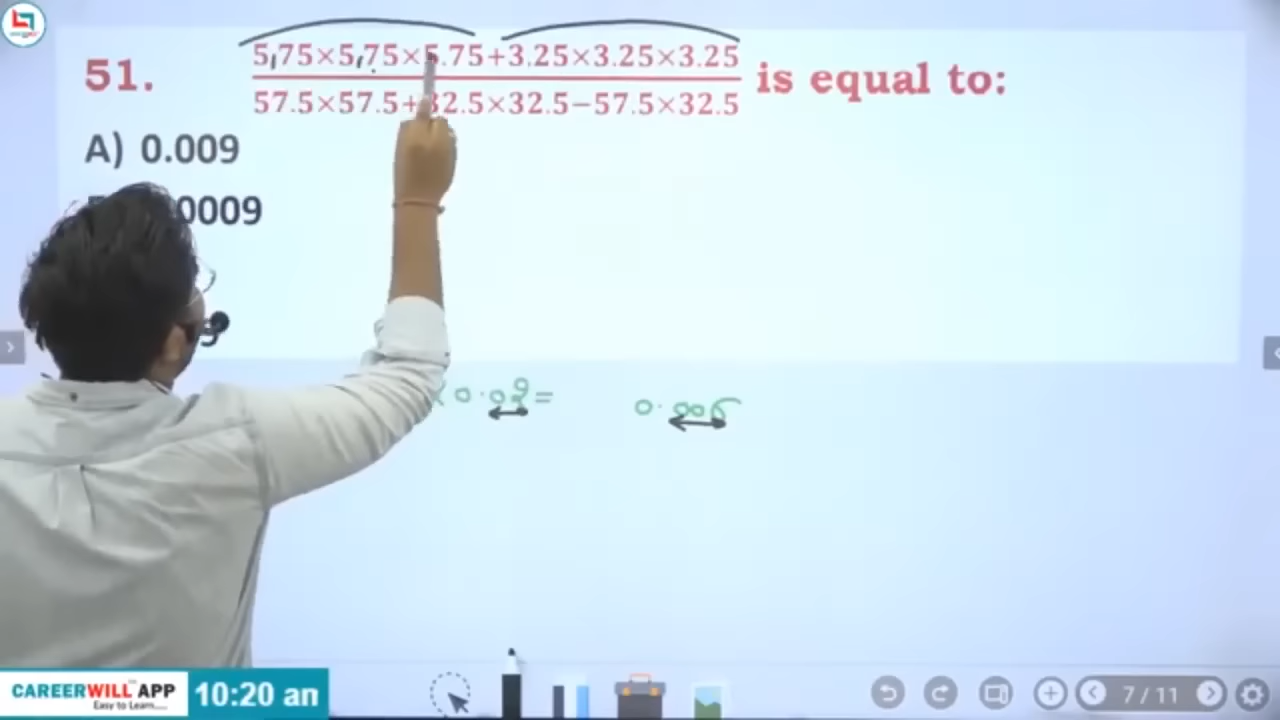 51. 5.75×5.75×5.75+3.25×3.25×3.25
57.5×57.5+32.5×32.5−57.5×32.5 is equal to:
A) 0.009
0009
0.09=
0.005
CAREERWILL APP
Easy to Learn.....
10:20 an
7 / 11